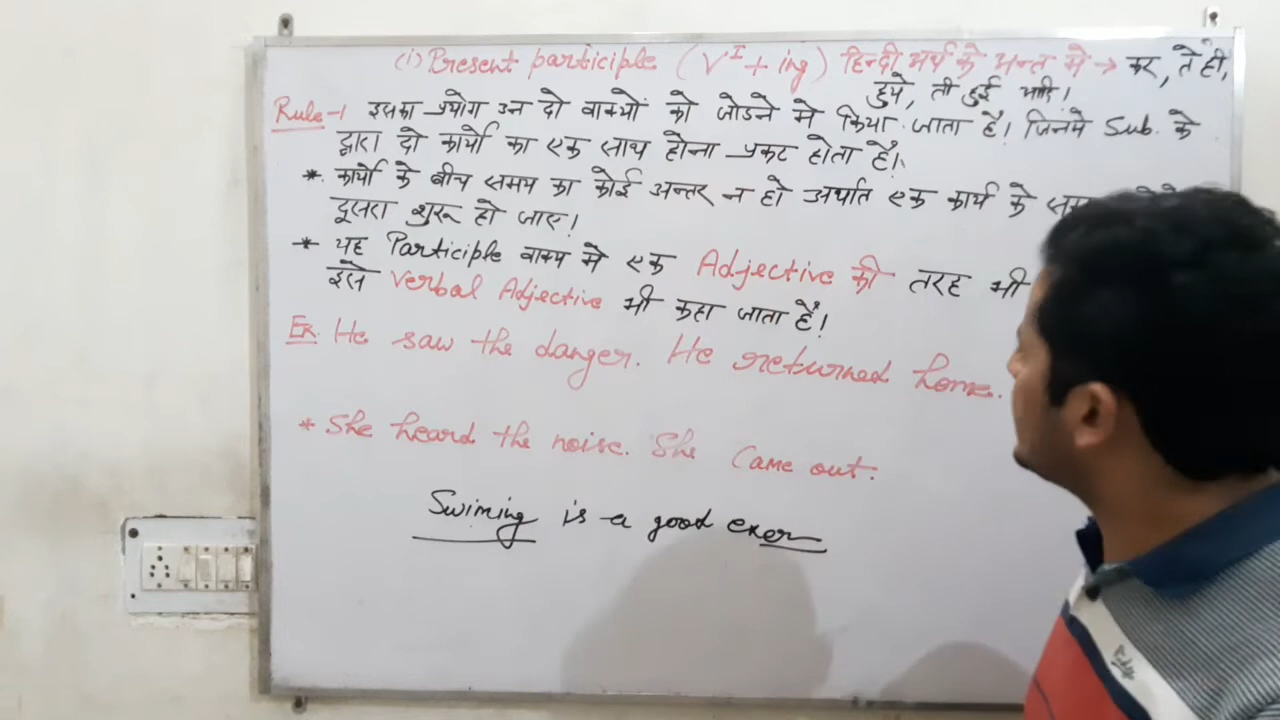 (i) Present participle (V^I + ing) हिन्दी अर्थ के अन्त मे → कर, ते ही,
हुये, ती हुई आदि।
Rule-1 इसका प्रयोग उन दो वाक्यों को जोडने मे किया जाता है। जिनमे Sub. के
द्वारा दो कार्यो का एक साथ होना प्रकट होता है।
* कार्यो के बीच समय का कोई अन्तर न हो अर्थात एक कार्य के
दूसरा शुरू हो जाए।
* यह Participle वाक्य मे एक Adjective की तरह भी
इसे Verbal Adjective भी कहा जाता है।
Ex. He saw the danger. He returned home.
* She heard the noise. She Came out.
Swiming is a good exer